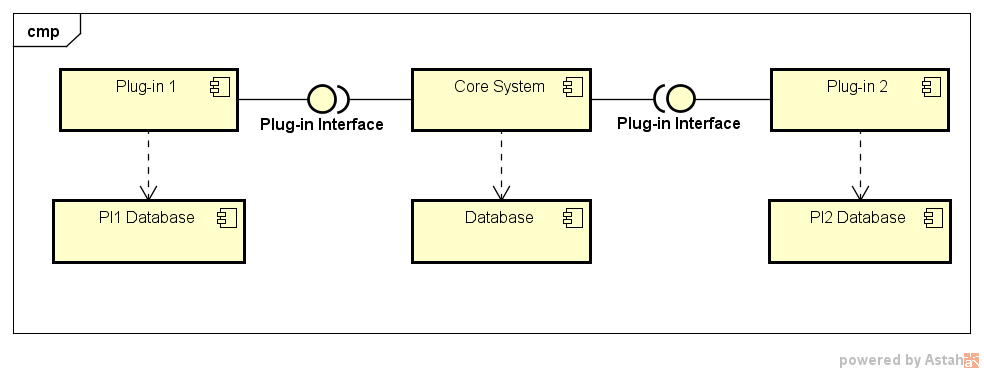 cmp
Plug-in 1
Core System
Plug-in 2
Plug-in Interface
Plug-in Interface
PI1 Database
Database
PI2 Database
powered by Astah